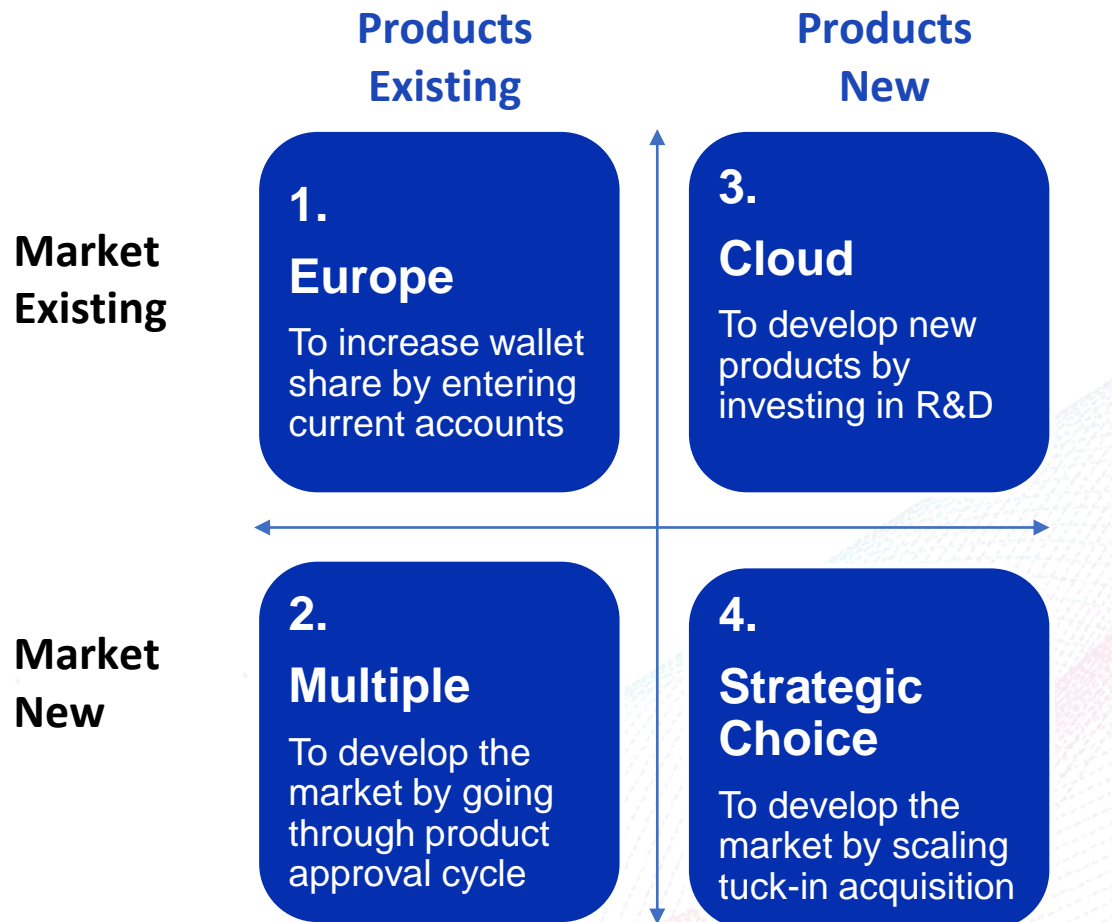 Products
Existing
Products
New
Market
Existing
1.
Europe
To increase wallet
share by entering
current accounts
3.
Cloud
To develop new
products by
investing in R&D
Market
New
2.
Multiple
To develop the
market by going
through product
approval cycle
4.
Strategic
Choice
To develop the
market by scaling
tuck-in acquisition